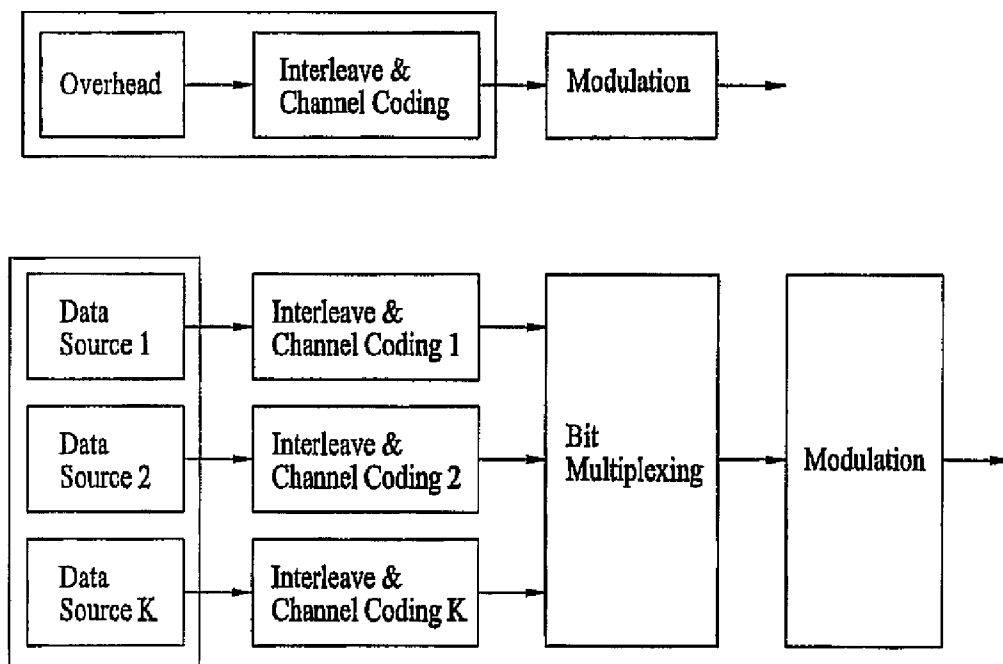 Overhead
Interleave &
Channel Coding
Modulation
Data
Source 1
Interleave &
Channel Coding 1
Data
Source 2
Interleave &
Channel Coding 2
Data
Source K
Interleave &
Channel Coding K
Bit
Multiplexing
Modulation